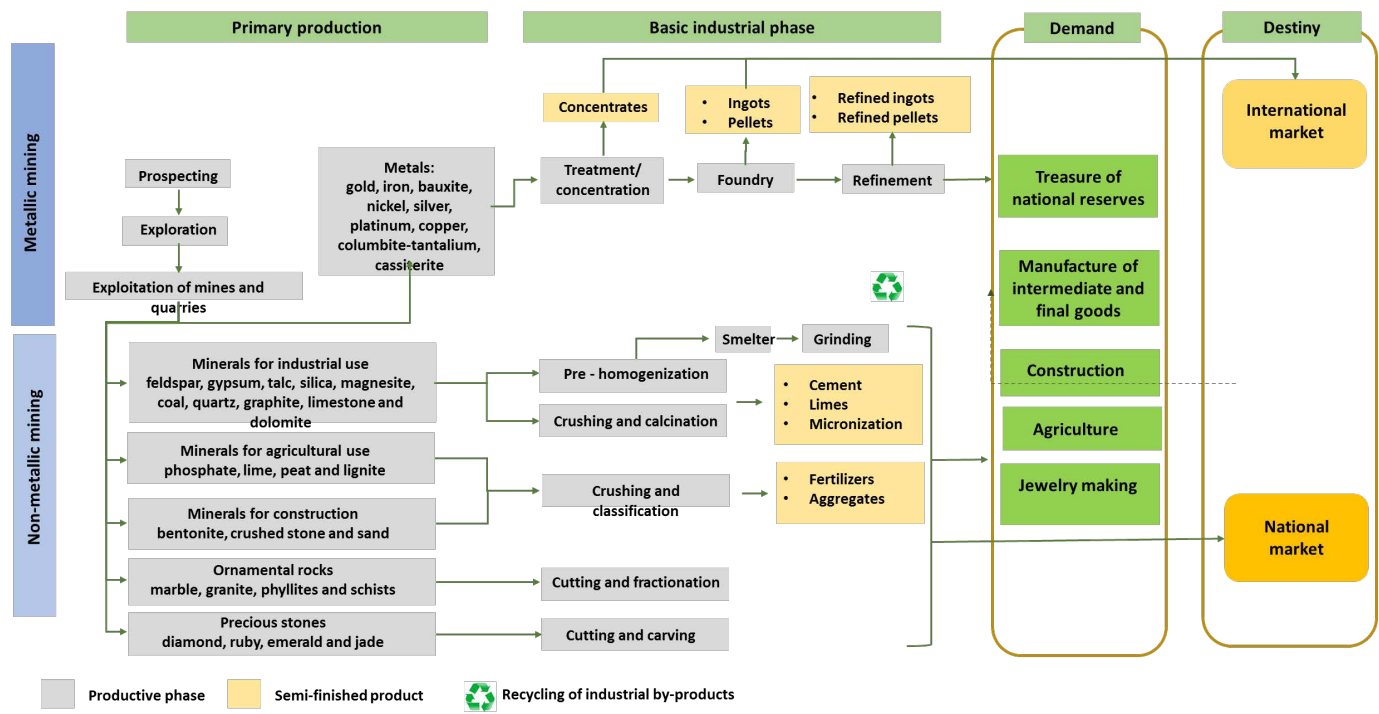 Primary production
Basic industrial phase
Demand
Destiny
Metallic mining
Non-metallic mining
Prospecting
Exploration
Exploitation of mines and
quarries
Metals:
gold, iron, bauxite,
nickel, silver,
platinum, copper,
columbite-tantalium,
cassiterite
Concentrates
• Ingots
• Pellets
• Refined ingots
• Refined pellets
Treatment/
concentration
Foundry
Refinement
International
market
Treasure of
national reserves
Manufacture of
intermediate and
final goods
Construction
Agriculture
Jewelry making
National
market
Minerals for industrial use
feldspar, gypsum, talc, silica, magnesite,
coal, quartz, graphite, limestone and
dolomite
Minerals for agricultural use
phosphate, lime, peat and lignite
Minerals for construction
bentonite, crushed stone and sand
Ornamental rocks
marble, granite, phyllites and schists
Precious stones
diamond, ruby, emerald and jade
Smelter
Grinding
Pre - homogenization
Crushing and calcination
• Cement
• Limes
• Micronization
Crushing and
classification
• Fertilizers
• Aggregates
Cutting and fractionation
Cutting and carving
Productive phase
Semi-finished product
Recycling of industrial by-products